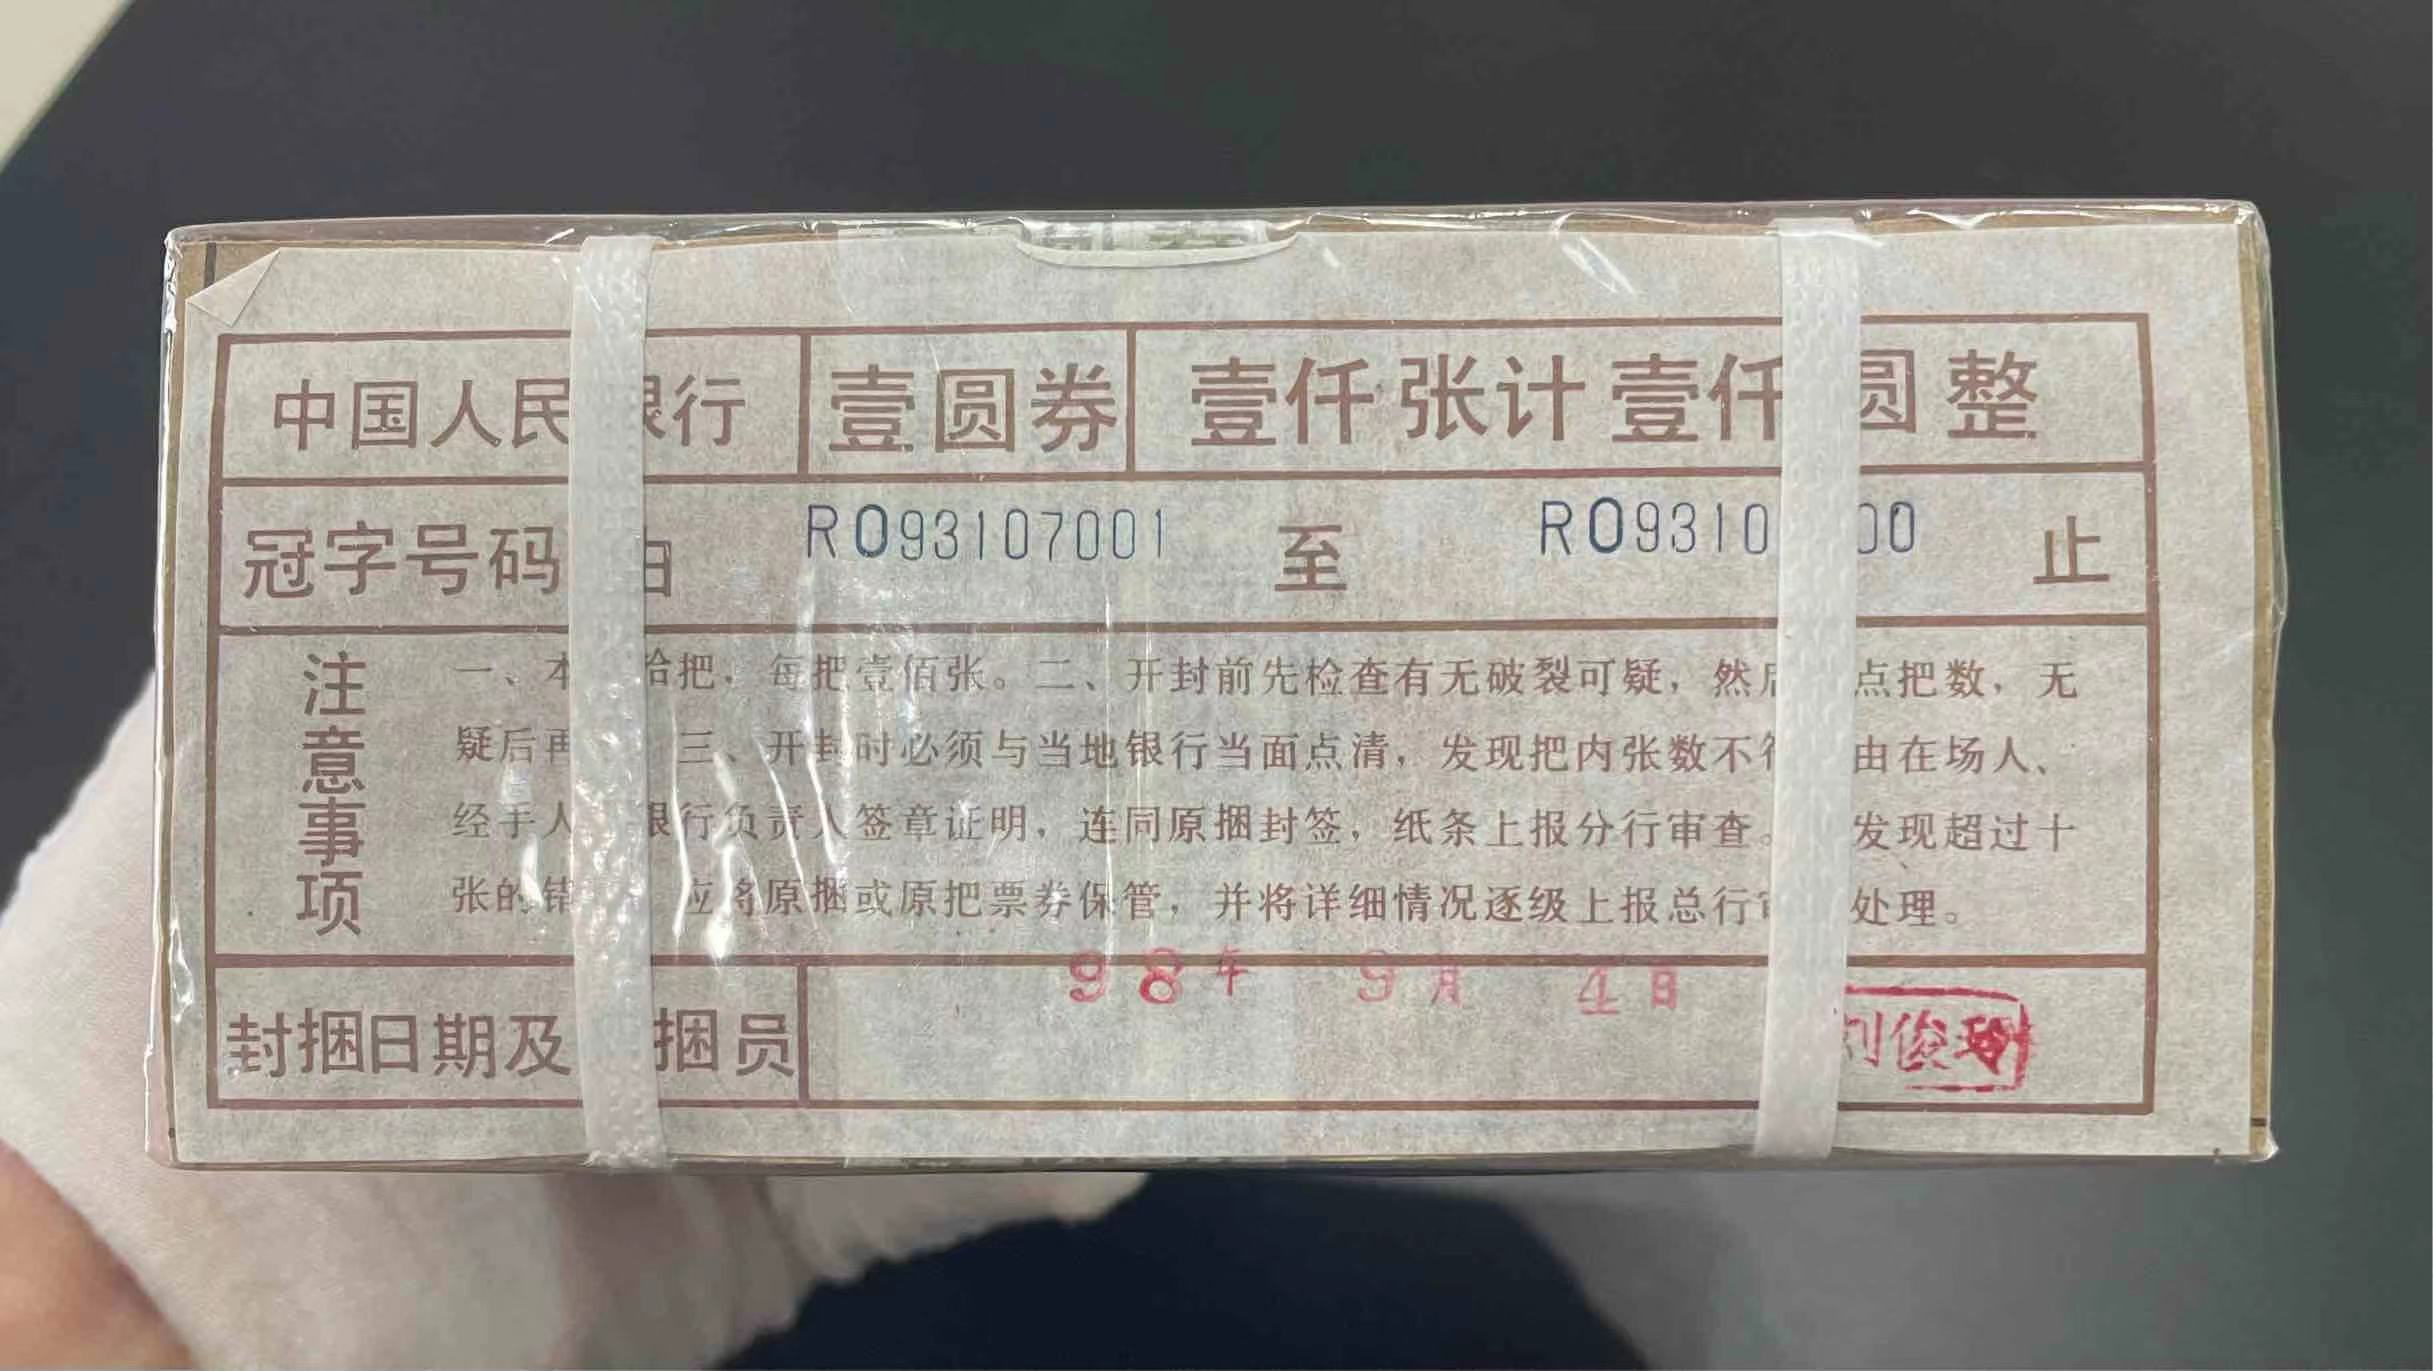 中国人民银行 壹圆券 壹仟张计壹仟圆整
冠字号码由 RO93107001 至 RO9310 00 止
注意事项
一、本 拾把，每把壹佰张。二、开封前先检查有无破裂可疑，然后 点把数，无
疑后再 三、开封时必须与当地银行当面点清，发现把内张数不符 由在场人、
经手人 银行负责人签章证明，连同原捆封签，纸条上报分行审查。 发现超过十
张的错 应将原捆或原把票券保管，并将详细情况逐级上报总行 处理。
98年 9月 4日
封捆日期及 捆员
刘俊玲